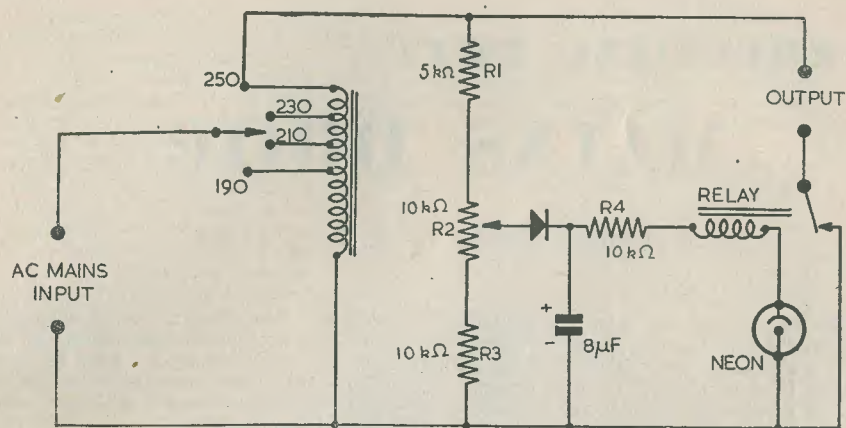 250
230
210
190
5kΩ R1
OUTPUT
10kΩ
R2
RELAY
R4
10kΩ
AC MAINS
INPUT
10kΩ R3
+
-
8μF
NEON